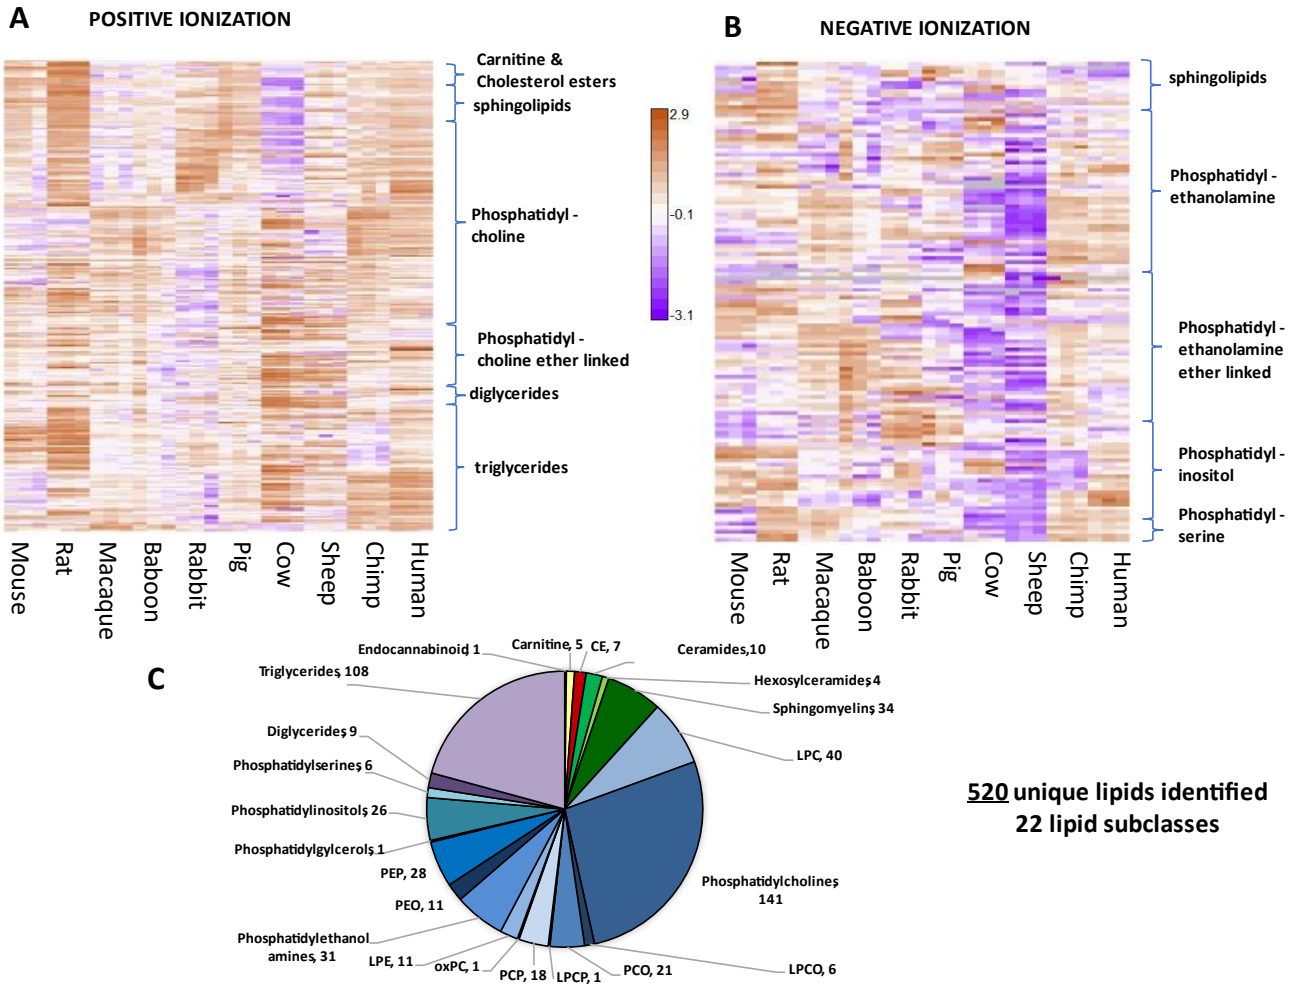 A
POSITIVE IONIZATION
Carnitine &
Cholesterol esters
sphingolipids
Phosphatidyl -
choline
Phosphatidyl -
choline ether linked
diglycerides
triglycerides
Mouse
Rat
Macaque
Baboon
Rabbit
Pig
Cow
Sheep
Chimp
Human
2.9
-0.1
-3.1
B
NEGATIVE IONIZATION
sphingolipids
Phosphatidyl -
ethanolamine
Phosphatidyl -
ethanolamine
ether linked
Phosphatidyl -
inositol
Phosphatidyl -
serine
Mouse
Rat
Macaque
Baboon
Rabbit
Pig
Cow
Sheep
Chimp
Human
C
Endocannabinoid, 1
Carnitine, 5
CE, 7
Ceramides,10
Hexosylceramides, 4
Sphingomyelins, 34
LPC, 40
Phosphatidylcholines,
141
LPCO, 6
PCO, 21
LPCP, 1
PCP, 18
oxPC, 1
LPE, 11
Phosphatidylethanol
amines, 31
PEO, 11
PEP, 28
Phosphatidylgylcerols, 1
Phosphatidylinositols, 26
Phosphatidylserines, 6
Diglycerides, 9
Triglycerides, 108
520 unique lipids identified
22 lipid subclasses